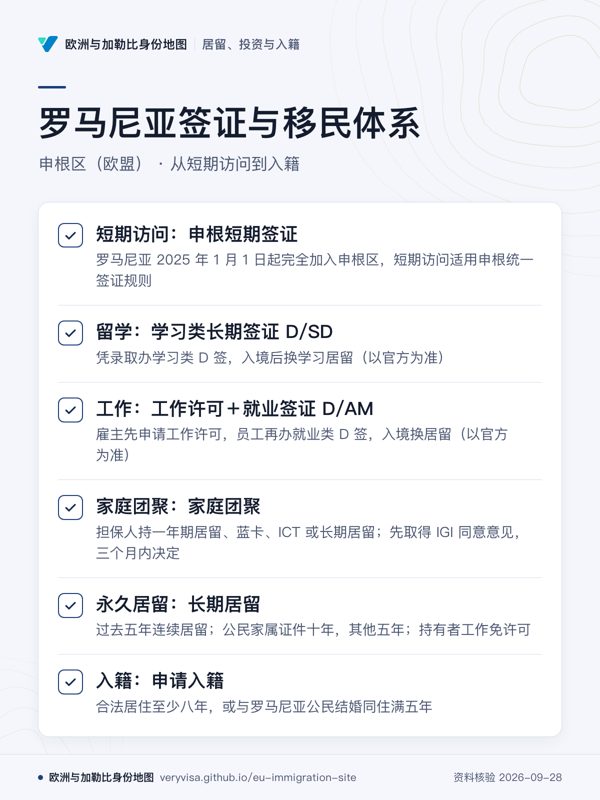 欧洲与加勒比身份地图 居留、投资与入籍
罗马尼亚签证与移民体系
申根区（欧盟） · 从短期访问到入籍
短期访问：申根短期签证
罗马尼亚 2025 年 1 月 1 日起完全加入申根区，短期访问适用申根统一
签证规则
留学：学习类长期签证 D/SD
凭录取办学习类 D 签，入境后换学习居留（以官方为准）
工作：工作许可＋就业签证 D/AM
雇主先申请工作许可，员工再办就业类 D 签，入境换居留（以官方
为准）
家庭团聚：家庭团聚
担保人持一年期居留、蓝卡、ICT 或长期居留；先取得 IGI 同意意见，
三个月内决定
永久居留：长期居留
过去五年连续居留；公民家属证件十年，其他五年；持有者工作免许可
入籍：申请入籍
合法居住至少八年，或与罗马尼亚公民结婚同住满五年
欧洲与加勒比身份地图 veryvisa.github.io/eu-immigration-site 资料核验 2026-09-28